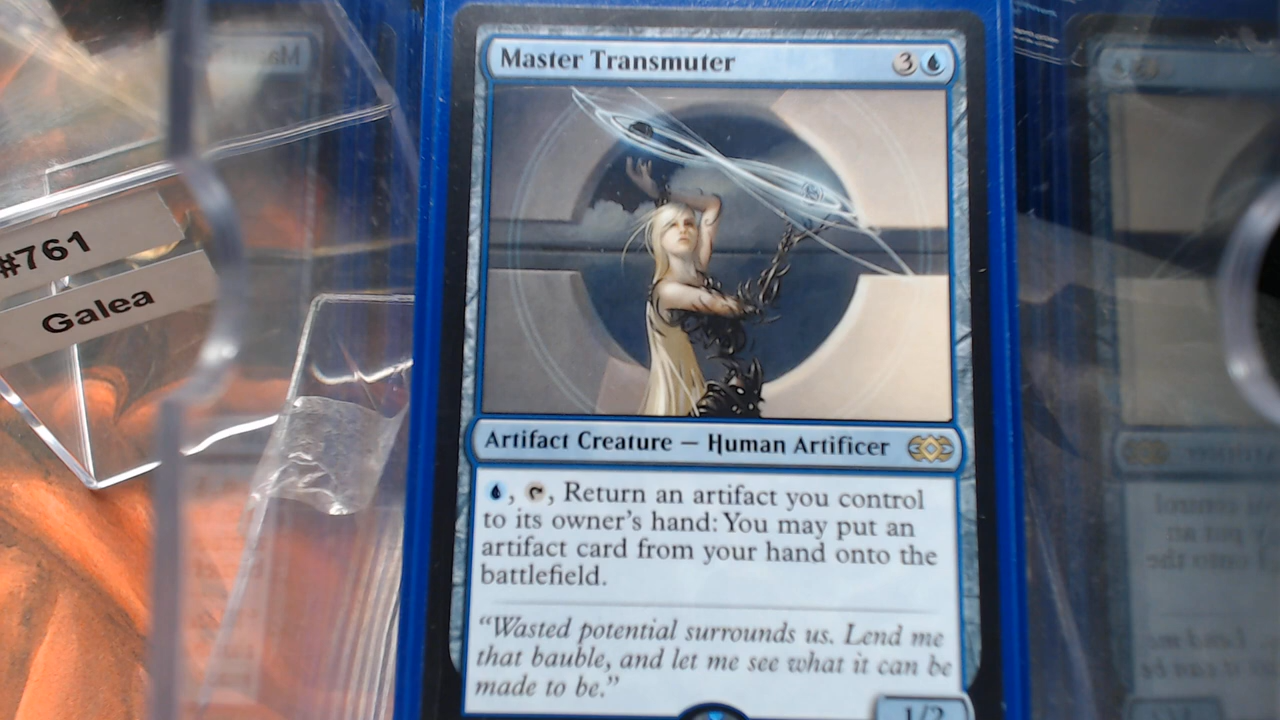 Master Transmuter 3
#761
Galea
Artifact Creature — Human Artificer
, , Return an artifact you control
to its owner's hand: You may put an
artifact card from your hand onto the
battlefield.
“Wasted potential surrounds us. Lend me
that bauble, and let me see what it can be
made to be.”
1/2